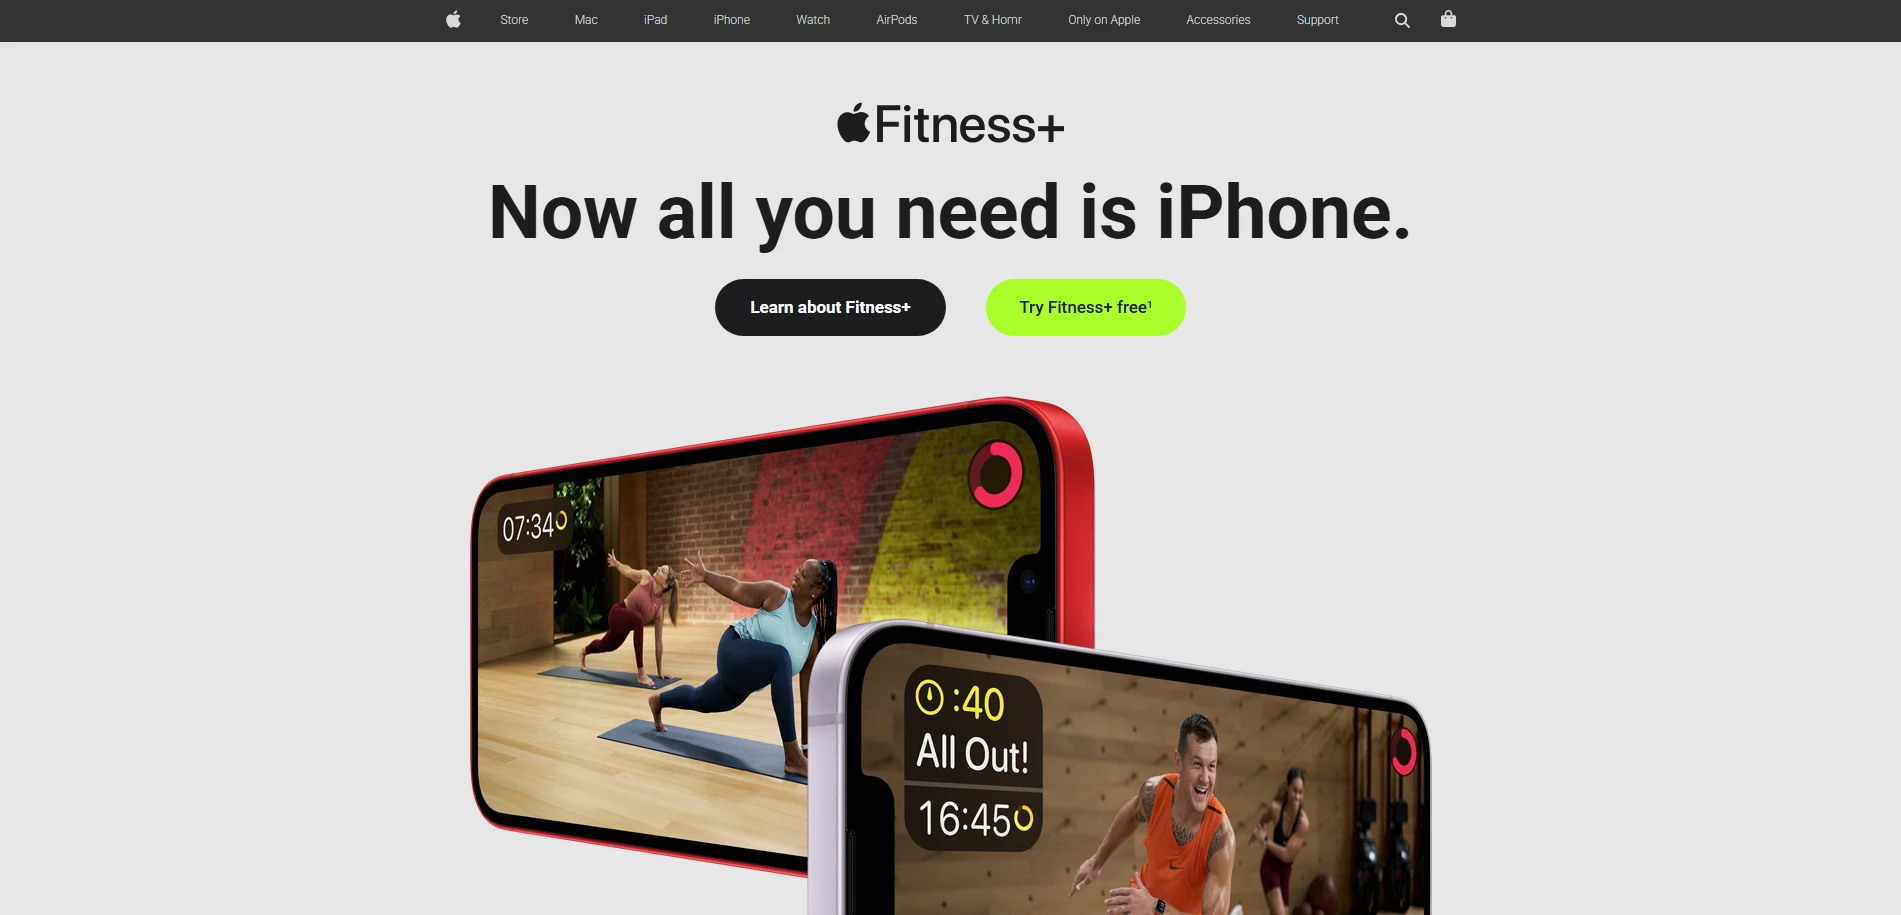 Store Mac iPad iPhone Watch AirPods TV & Homr Only on Apple Accessories Support
Fitness+
Now all you need is iPhone.
Learn about Fitness+ Try Fitness+ free¹
07:34
:40
All Out!
16:45